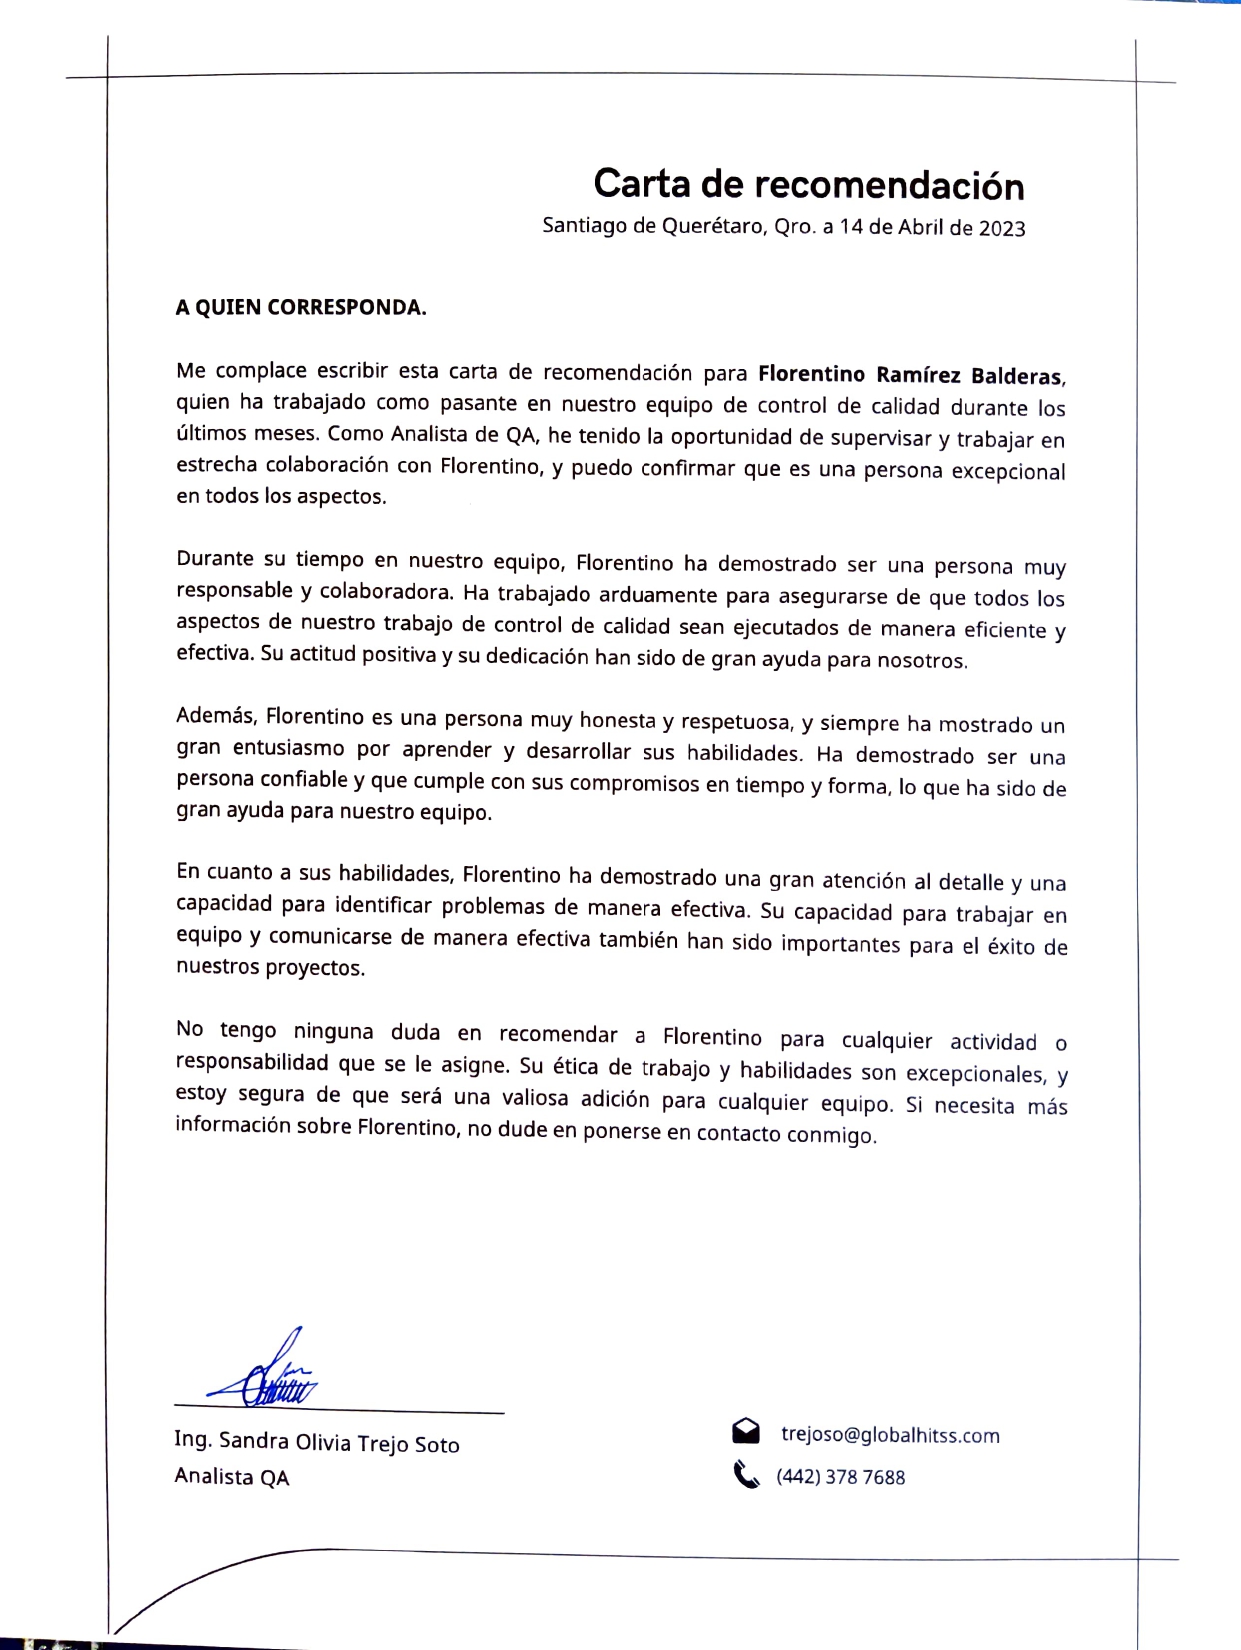 Carta de recomendación
Santiago de Querétaro, Qro. a 14 de Abril de 2023
A QUIEN CORRESPONDA.
Me complace escribir esta carta de recomendación para Florentino Ramírez Balderas,
quien ha trabajado como pasante en nuestro equipo de control de calidad durante los
últimos meses. Como Analista de QA, he tenido la oportunidad de supervisar y trabajar en
estrecha colaboración con Florentino, y puedo confirmar que es una persona excepcional
en todos los aspectos.
Durante su tiempo en nuestro equipo, Florentino ha demostrado ser una persona muy
responsable y colaboradora. Ha trabajado arduamente para asegurarse de que todos los
aspectos de nuestro trabajo de control de calidad sean ejecutados de manera eficiente y
efectiva. Su actitud positiva y su dedicación han sido de gran ayuda para nosotros.
Además, Florentino es una persona muy honesta y respetuosa, y siempre ha mostrado un
gran entusiasmo por aprender y desarrollar sus habilidades. Ha demostrado ser una
persona confiable y que cumple con sus compromisos en tiempo y forma, lo que ha sido de
gran ayuda para nuestro equipo.
En cuanto a sus habilidades, Florentino ha demostrado una gran atención al detalle y una
capacidad para identificar problemas de manera efectiva. Su capacidad para trabajar en
equipo y comunicarse de manera efectiva también han sido importantes para el éxito de
nuestros proyectos.
No tengo ninguna duda en recomendar a Florentino para cualquier actividad o
responsabilidad que se le asigne. Su ética de trabajo y habilidades son excepcionales, y
estoy segura de que será una valiosa adición para cualquier equipo. Si necesita más
información sobre Florentino, no dude en ponerse en contacto conmigo.
Ing. Sandra Olivia Trejo Soto
Analista QA
trejoso@globalhitss.com
(442) 378 7688